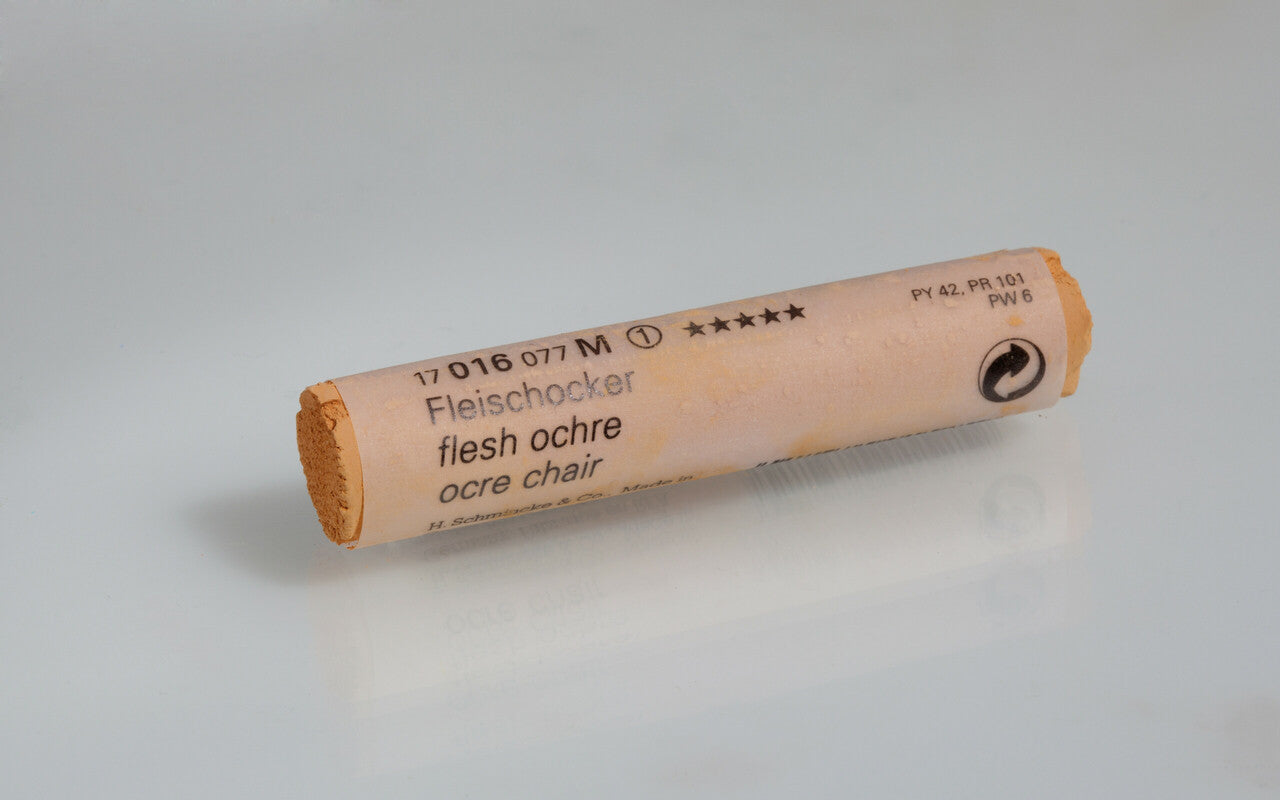 17 016 077 M 1 ★★★★★
PY 42, PR 101
PW 6
Fleischocker
flesh ochre
ocre chair
H. Schmincke & Co., Made in